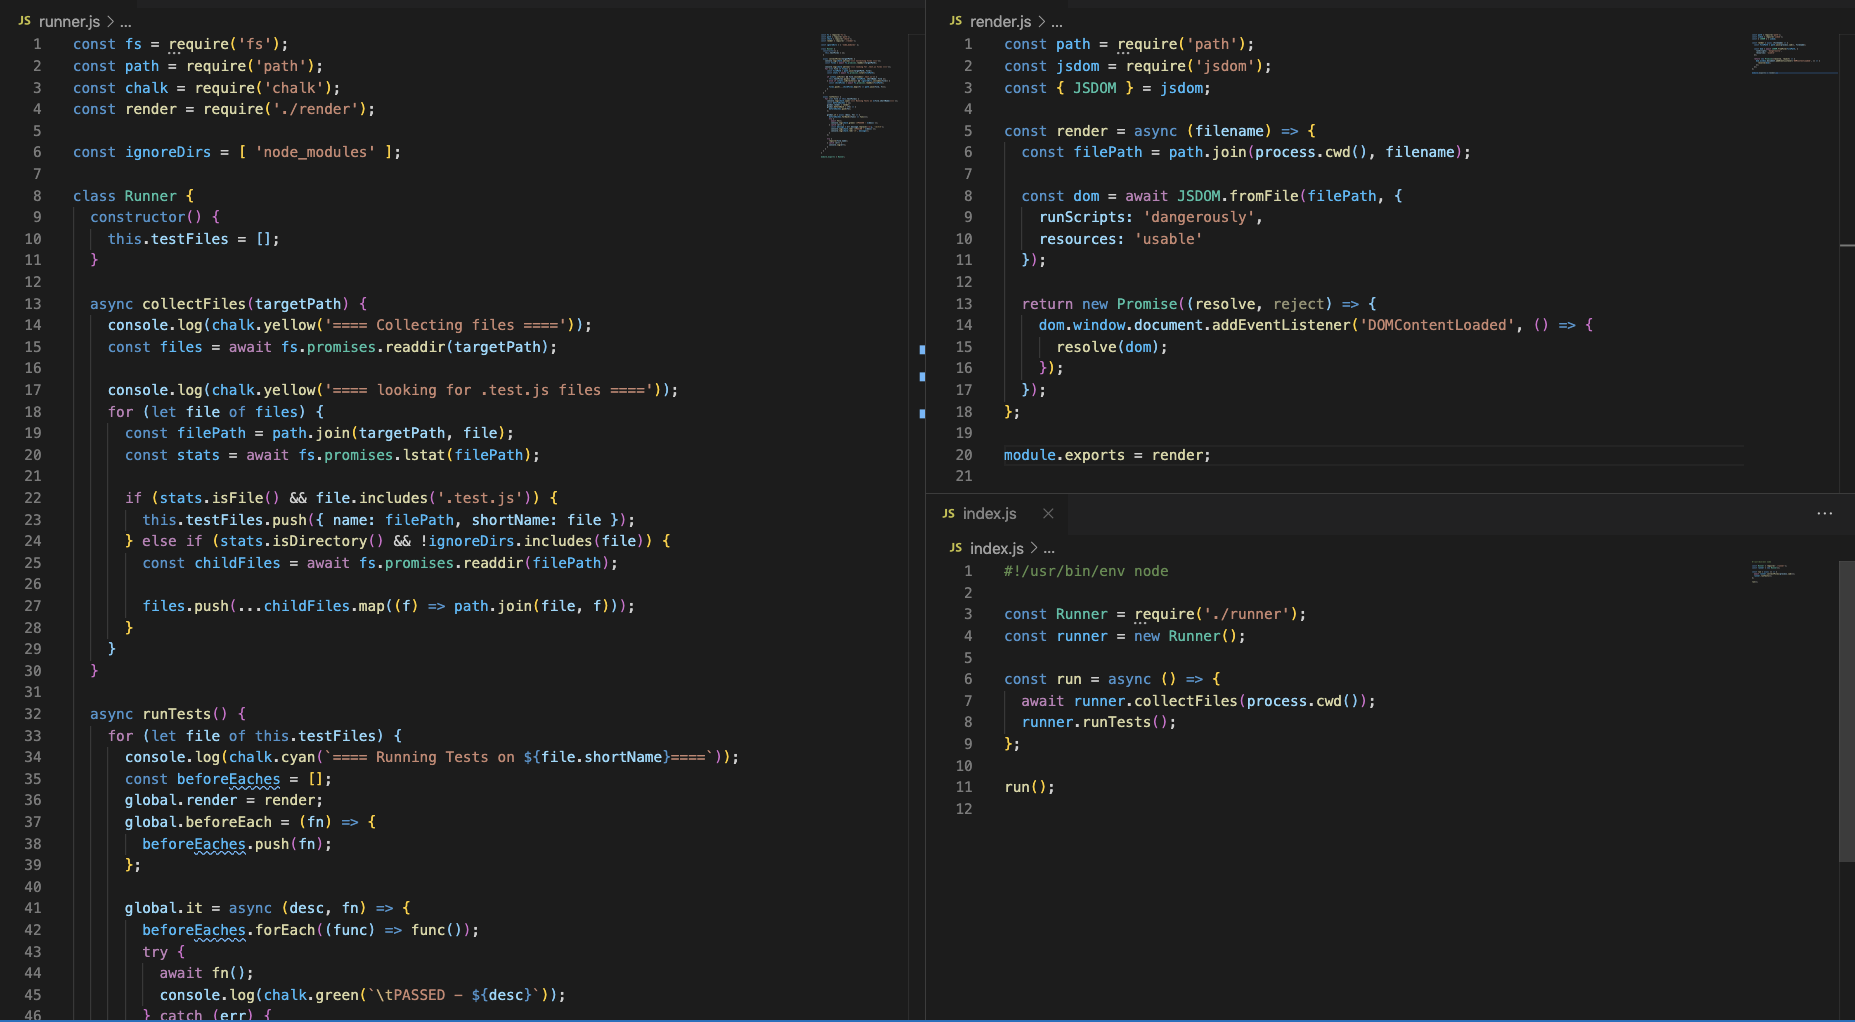 JS runner.js > ...
1 const fs = require('fs');
2 const path = require('path');
3 const chalk = require('chalk');
4 const render = require('./render');
5
6 const ignoreDirs = [ 'node_modules' ];
7
8 class Runner {
9 constructor() {
10 this.testFiles = [];
11 }
12
13 async collectFiles(targetPath) {
14 console.log(chalk.yellow('==== Collecting files ===='));
15 const files = await fs.promises.readdir(targetPath);
16
17 console.log(chalk.yellow('==== looking for .test.js files ===='));
18 for (let file of files) {
19 const filePath = path.join(targetPath, file);
20 const stats = await fs.promises.lstat(filePath);
21
22 if (stats.isFile() && file.includes('.test.js')) {
23 this.testFiles.push({ name: filePath, shortName: file });
24 } else if (stats.isDirectory() && !ignoreDirs.includes(file)) {
25 const childFiles = await fs.promises.readdir(filePath);
26
27 files.push(...childFiles.map((f) => path.join(file, f)));
28 }
29 }
30 }
31
32 async runTests() {
33 for (let file of this.testFiles) {
34 console.log(chalk.cyan(`==== Running Tests on ${file.shortName}====`));
35 const beforeEaches = [];
36 global.render = render;
37 global.beforeEach = (fn) => {
38 beforeEaches.push(fn);
39 };
40
41 global.it = async (desc, fn) => {
42 beforeEaches.forEach((func) => func());
43 try {
44 await fn();
45 console.log(chalk.green(`\tPASSED - ${desc}`));
46 } catch (err) {
JS render.js > ...
1 const path = require('path');
2 const jsdom = require('jsdom');
3 const { JSDOM } = jsdom;
4
5 const render = async (filename) => {
6 const filePath = path.join(process.cwd(), filename);
7
8 const dom = await JSDOM.fromFile(filePath, {
9 runScripts: 'dangerously',
10 resources: 'usable'
11 });
12
13 return new Promise((resolve, reject) => {
14 dom.window.document.addEventListener('DOMContentLoaded', () => {
15 resolve(dom);
16 });
17 });
18 };
19
20 module.exports = render;
21
JS index.js
JS index.js > ...
1 #!/usr/bin/env node
2
3 const Runner = require('./runner');
4 const runner = new Runner();
5
6 const run = async () => {
7 await runner.collectFiles(process.cwd());
8 runner.runTests();
9 };
10
11 run();
12